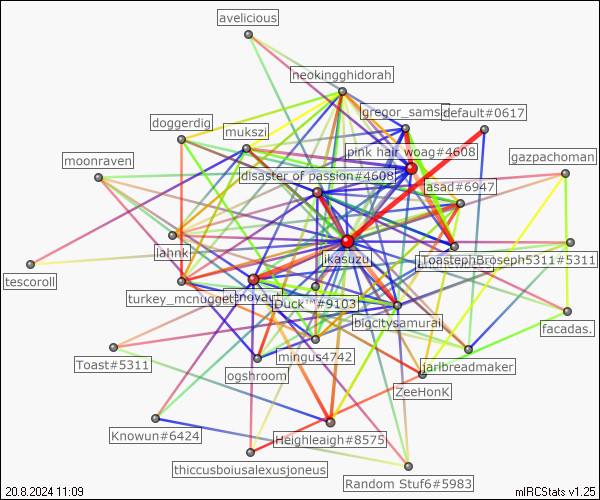 avelicious
neokingghidorah
gregor_samsa
default#0617
doggerdig
mukszi
pink hair woag#4608
moonraven
gazpachoman
disaster of passion#4608
asad#6947
lahnk
ikasuzu
ToastephBroseph5311#5311
tescoroll
turkey_mcnugget
Duck™#9103
bigcitysamurai
facadas.
Toast#5311
mingus4742
jarlbreadmaker
ogshroom
ZeeHonK
Knowun#6424
Heighleaigh#8575
thiccusboiusalexusjoneus
Random Stuf6#5983
20.8.2024 11:09
mIRCStats v1.25